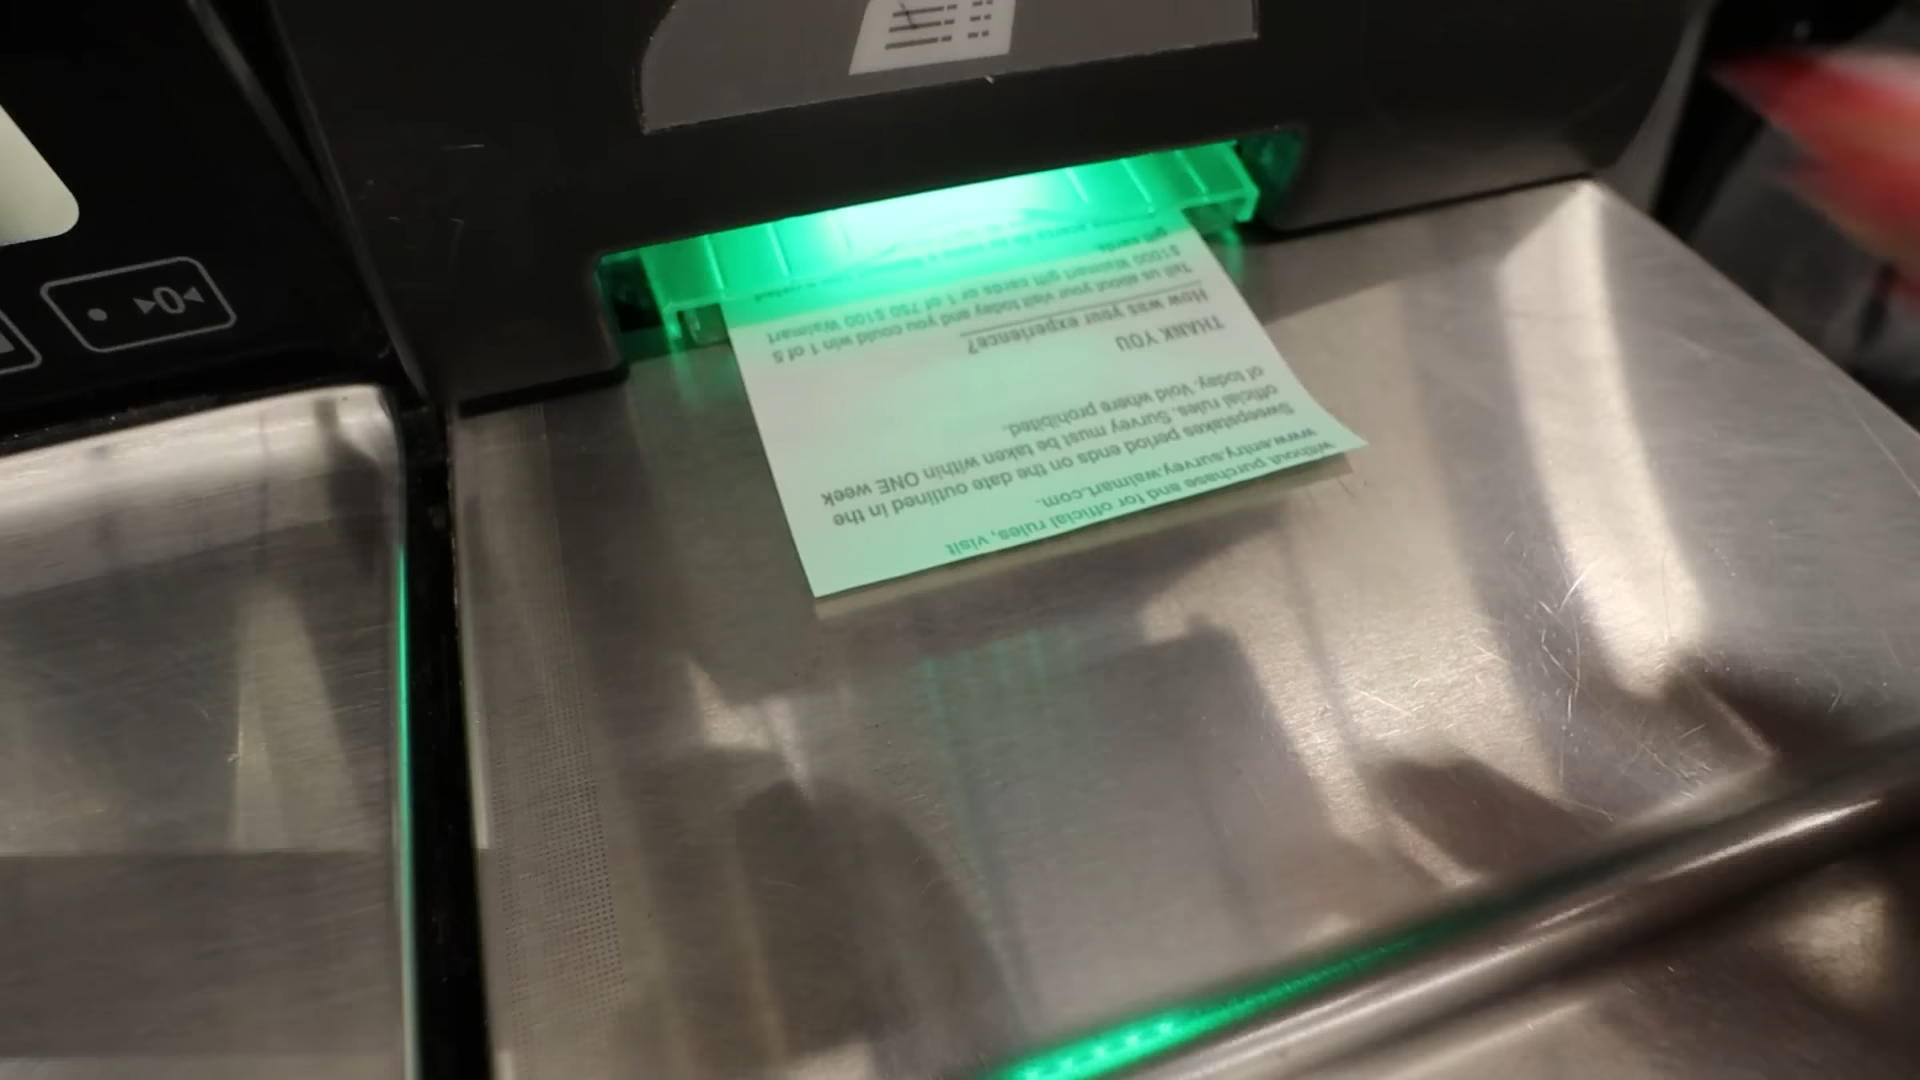 gift cards.
$1000 Walmart gift cards or 1 of 750 $100 Walmart
Tell us about your visit today and you could win 1 of 5
How was your experience?
THANK YOU
of today. Void where prohibited.
official rules. Survey must be taken within ONE week
Sweepstakes period ends on the date outlined in the
www.entry.survey.walmart.com.
without purchase and for official rules, visit
0